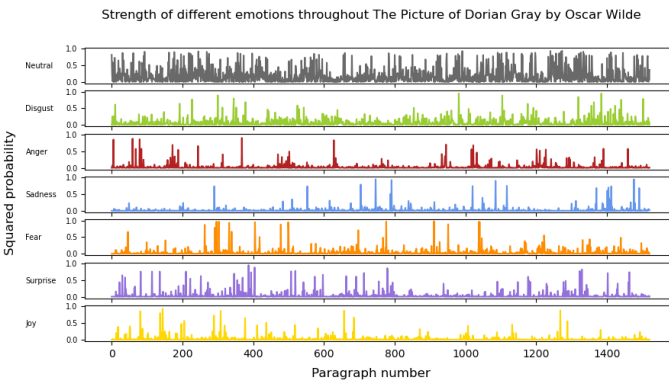 Strength of different emotions throughout The Picture of Dorian Gray by Oscar Wilde
Squared probability
Neutral
1.0
0.5
0.0
Disgust
1.0
0.5
0.0
Anger
1.0
0.5
0.0
Sadness
1.0
0.5
0.0
Fear
1.0
0.5
0.0
Surprise
1.0
0.5
0.0
Joy
1.0
0.5
0.0
0 200 400 600 800 1000 1200 1400
Paragraph number